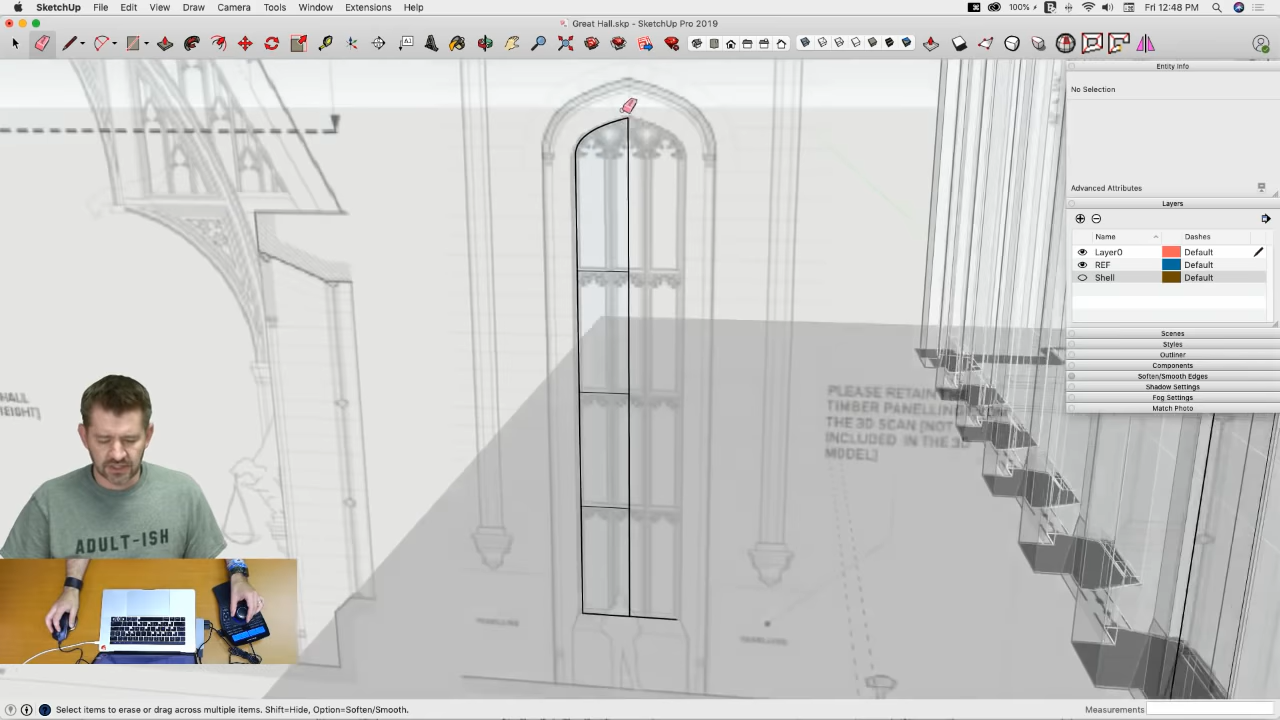 SketchUp File Edit View Draw Camera Tools Window Extensions Help
100% Fri 12:48 PM
Great Hall.skp - SketchUp Pro 2019
Entity Info
No Selection
Advanced Attributes
Layers
Name Dashes
Layer0 Default
REF Default
Shell Default
Scenes
Styles
Outliner
Components
Soften/Smooth Edges
Shadow Settings
Fog Settings
Match Photo
HALL
HEIGHT]
PLEASE RETAIN
TIMBER PANELLING
THE 3D SCAN [NOT
INCLUDED IN THE 3D
MODEL]
ADULT-ISH
Select items to erase or drag across multiple items. Shift=Hide, Option=Soften/Smooth.
Measurements